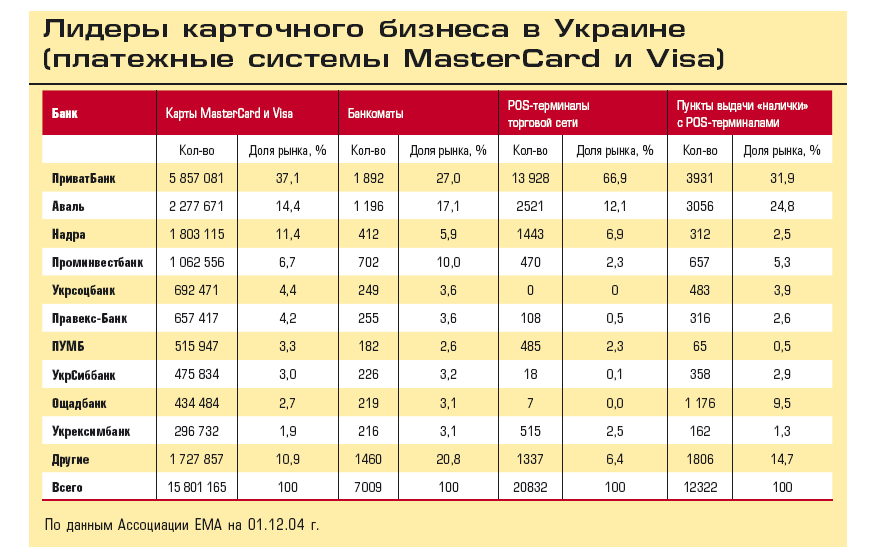 Лидеры карточного бизнеса в Украине
(платежные системы MasterCard и Visa)
Банк Карты MasterCard и Visa Банкоматы POS-терминалы торговой сети Пункты выдачи «налички» с POS-терминалами
Кол-во Доля рынка, % Кол-во Доля рынка, % Кол-во Доля рынка, % Кол-во Доля рынка, %
ПриватБанк 5 857 081 37,1 1 892 27,0 13 928 66,9 3931 31,9
Аваль 2 277 671 14,4 1 196 17,1 2521 12,1 3056 24,8
Надра 1 803 115 11,4 412 5,9 1443 6,9 312 2,5
Проминвестбанк 1 062 556 6,7 702 10,0 470 2,3 657 5,3
Укрсоцбанк 692 471 4,4 249 3,6 0 0 483 3,9
Правекс-Банк 657 417 4,2 255 3,6 108 0,5 316 2,6
ПУМБ 515 947 3,3 182 2,6 485 2,3 65 0,5
УкрСиббанк 475 834 3,0 226 3,2 18 0,1 358 2,9
Ощадбанк 434 484 2,7 219 3,1 7 0,0 1 176 9,5
Укрексимбанк 296 732 1,9 216 3,1 515 2,5 162 1,3
Другие 1 727 857 10,9 1460 20,8 1337 6,4 1806 14,7
Всего 15 801 165 100 7009 100 20832 100 12322 100
По данным Ассоциации ЕМА на 01.12.04 г.